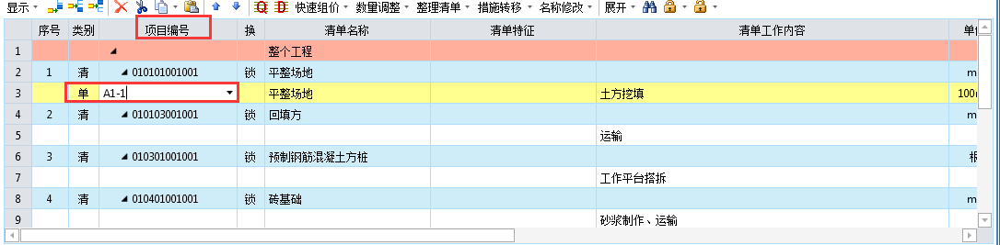 显示 Q D 快速组价 数量调整 整理清单 措施转移 名称修改 展开
序号 类别 项目编号 换 清单名称 清单特征 清单工作内容
1 整个工程
2 1 清 010101001001 锁 平整场地 m
3 单 A1-1 平整场地 土方挖填
4 2 清 010103001001 锁 回填方 m
5 运输
6 3 清 010301001001 锁 预制钢筋混凝土方桩
7 工作平台搭拆
8 4 清 010401001001 锁 砖基础 m
9 砂浆制作、运输